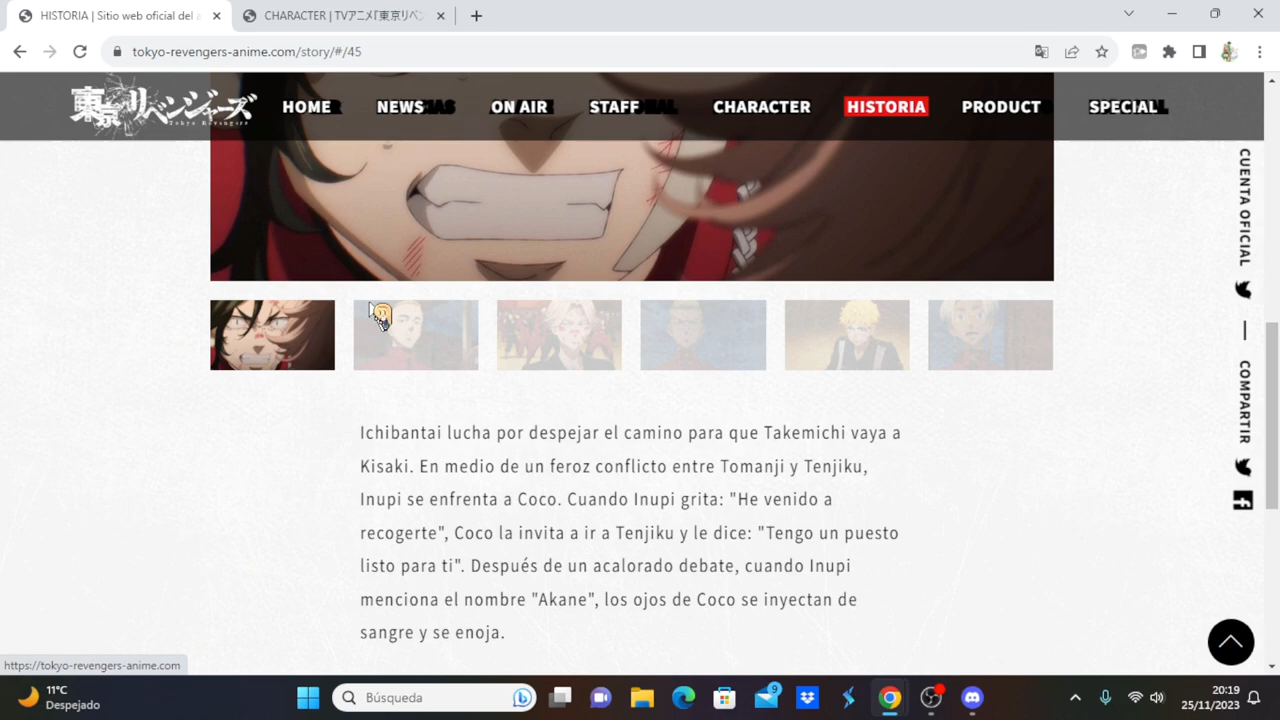 HISTORIA | Sitio web oficial del a
CHARACTER | TVアニメ『東京リベン
tokyo-revengers-anime.com/story/#/45
東京リベンジャーズ
Tokyo Revengers
HOME
NEWS
ON AIR
STAFF
CHARACTER
HISTORIA
PRODUCT
SPECIAL
CUENTA OFICIAL
COMPARTIR
Ichibantai lucha por despejar el camino para que Takemichi vaya a
Kisaki. En medio de un feroz conflicto entre Tomanji y Tenjiku,
Inupi se enfrenta a Coco. Cuando Inupi grita: "He venido a
recogerte", Coco la invita a ir a Tenjiku y le dice: "Tengo un puesto
listo para ti". Después de un acalorado debate, cuando Inupi
menciona el nombre "Akane", los ojos de Coco se inyectan de
sangre y se enoja.
https://tokyo-revengers-anime.com
11°C
Despejado
Búsqueda
9
20:19
25/11/2023